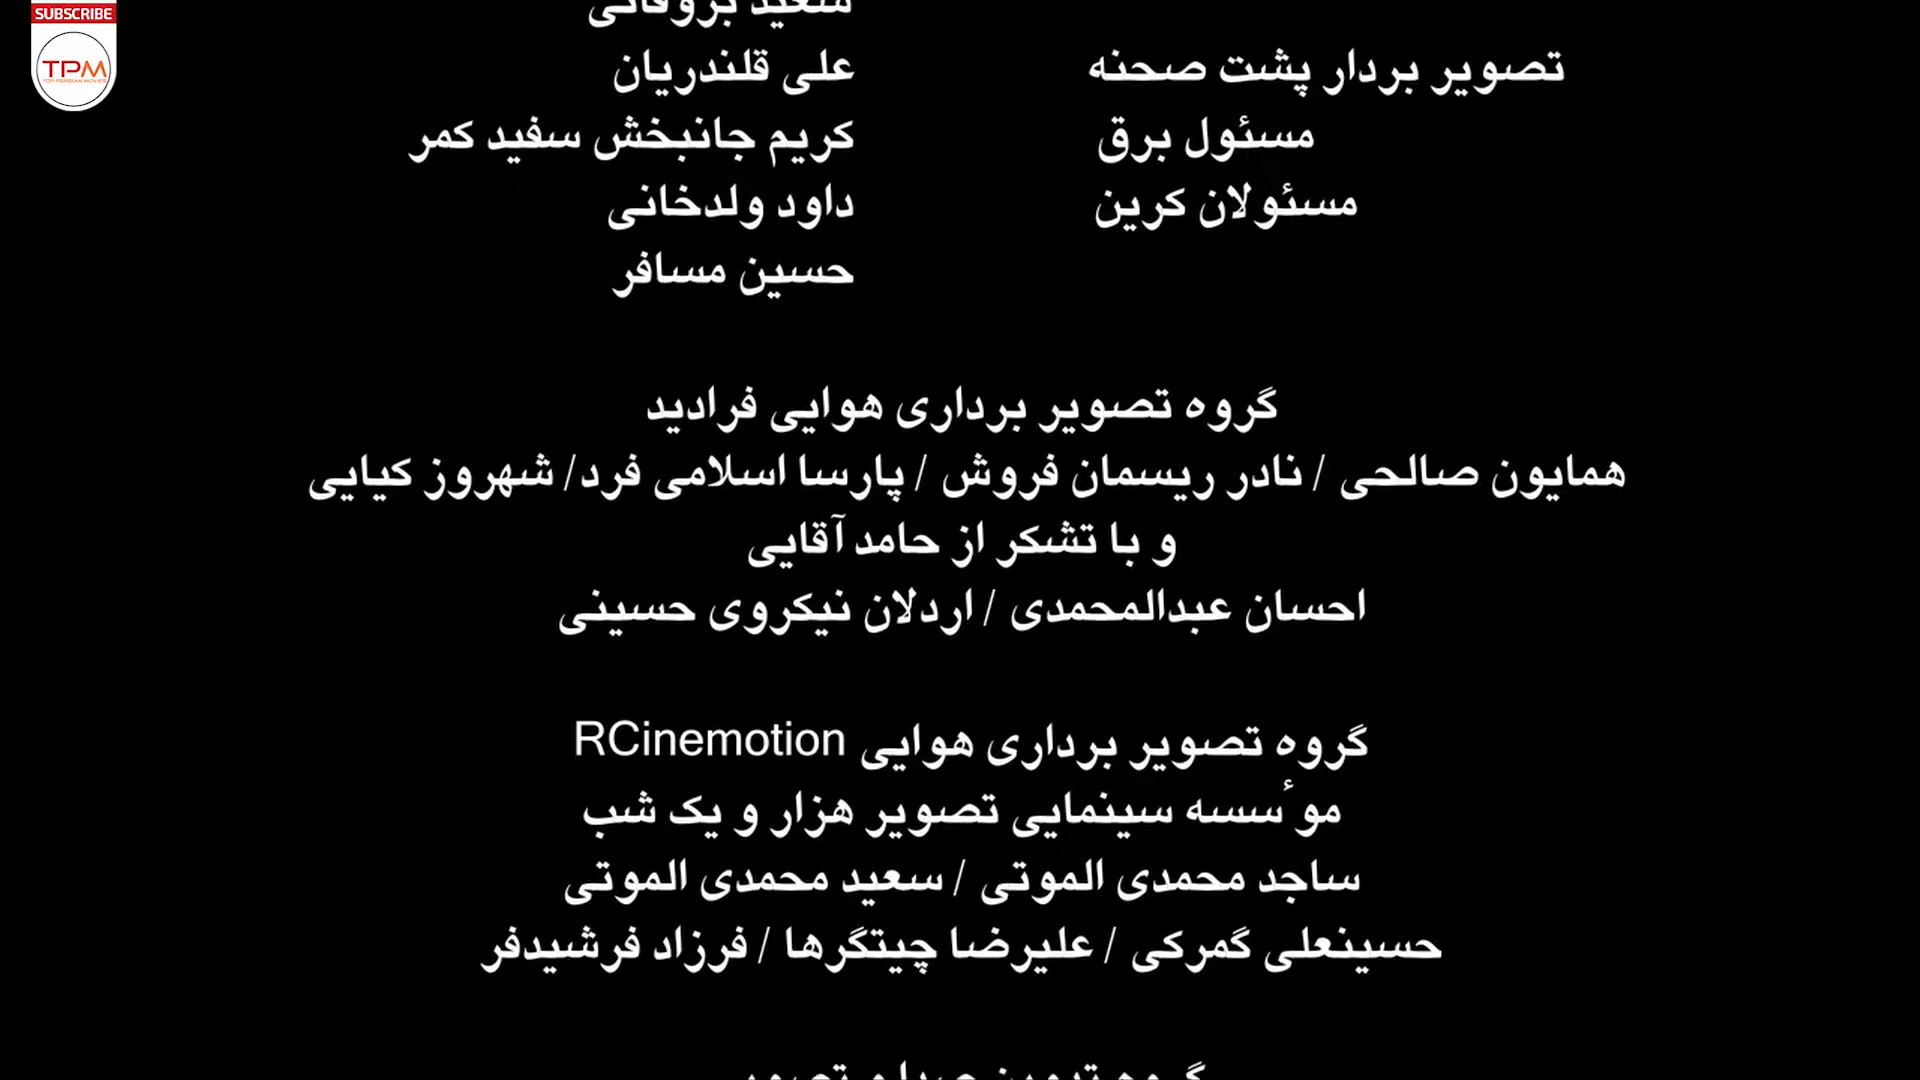 SUBSCRIBE
TPM
TOP PERSIAN MOVIES
تصویر بردار پشت صحنه علی قلندریان
مسئول برق کریم جانبخش سفید کمر
مسئولان کرین داود ولدخانی
حسین مسافر
گروه تصویر برداری هوایی فرادید
همایون صالحی / نادر ریسمان فروش / پارسا اسلامی فرد/ شهروز کیایی
و با تشکر از حامد آقایی
احسان عبدالمحمدی / اردلان نیکروی حسینی
گروه تصویر برداری هوایی RCinemotion
مؤسسه سینمایی تصویر هزار و یک شب
ساجد محمدی الموتی / سعید محمدی الموتی
حسینعلی گمرکی / علیرضا چیتگرها / فرزاد فرشیدفر